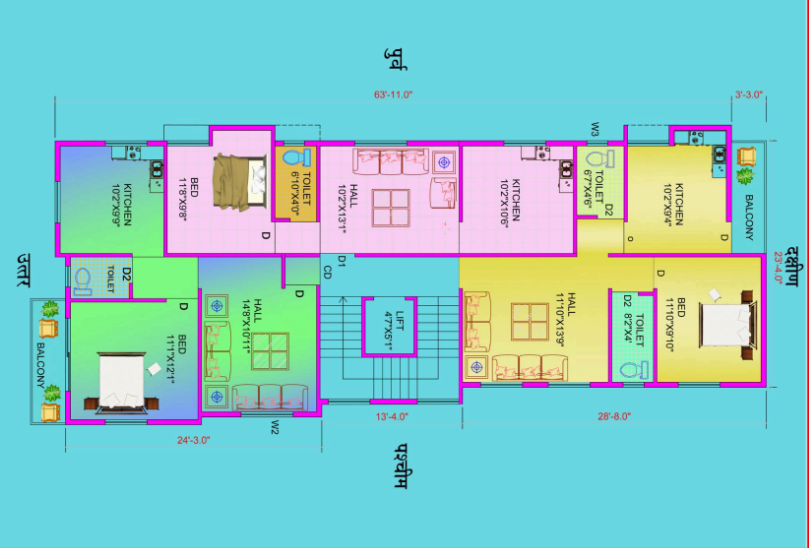 पुर्व
63'-11.0"
3'-3.0"
W3
KITCHEN
10'2"X9'9"
BED
11'8"X9'8"
TOILET
6'10"X4'0"
HALL
10'2"X13'1"
KITCHEN
10'2"X10'6"
TOILET
6'7"X4'6"
D2
KITCHEN
10'2"X9'4"
BALCONY
D
D
D
उत्तर
TOILET
D2
D1
CD
दक्षीण
23'-4.0"
D
D
HALL
14'8"X10'11"
LIFT
4'7"X5'1"
HALL
11'10"X13'9"
D2
TOILET
8'2"X4'
D
BED
11'10"X9'10"
BALCONY
BED
11'1"X12'1"
W2
24'-3.0"
13'-4.0"
28'-8.0"
पश्चीम